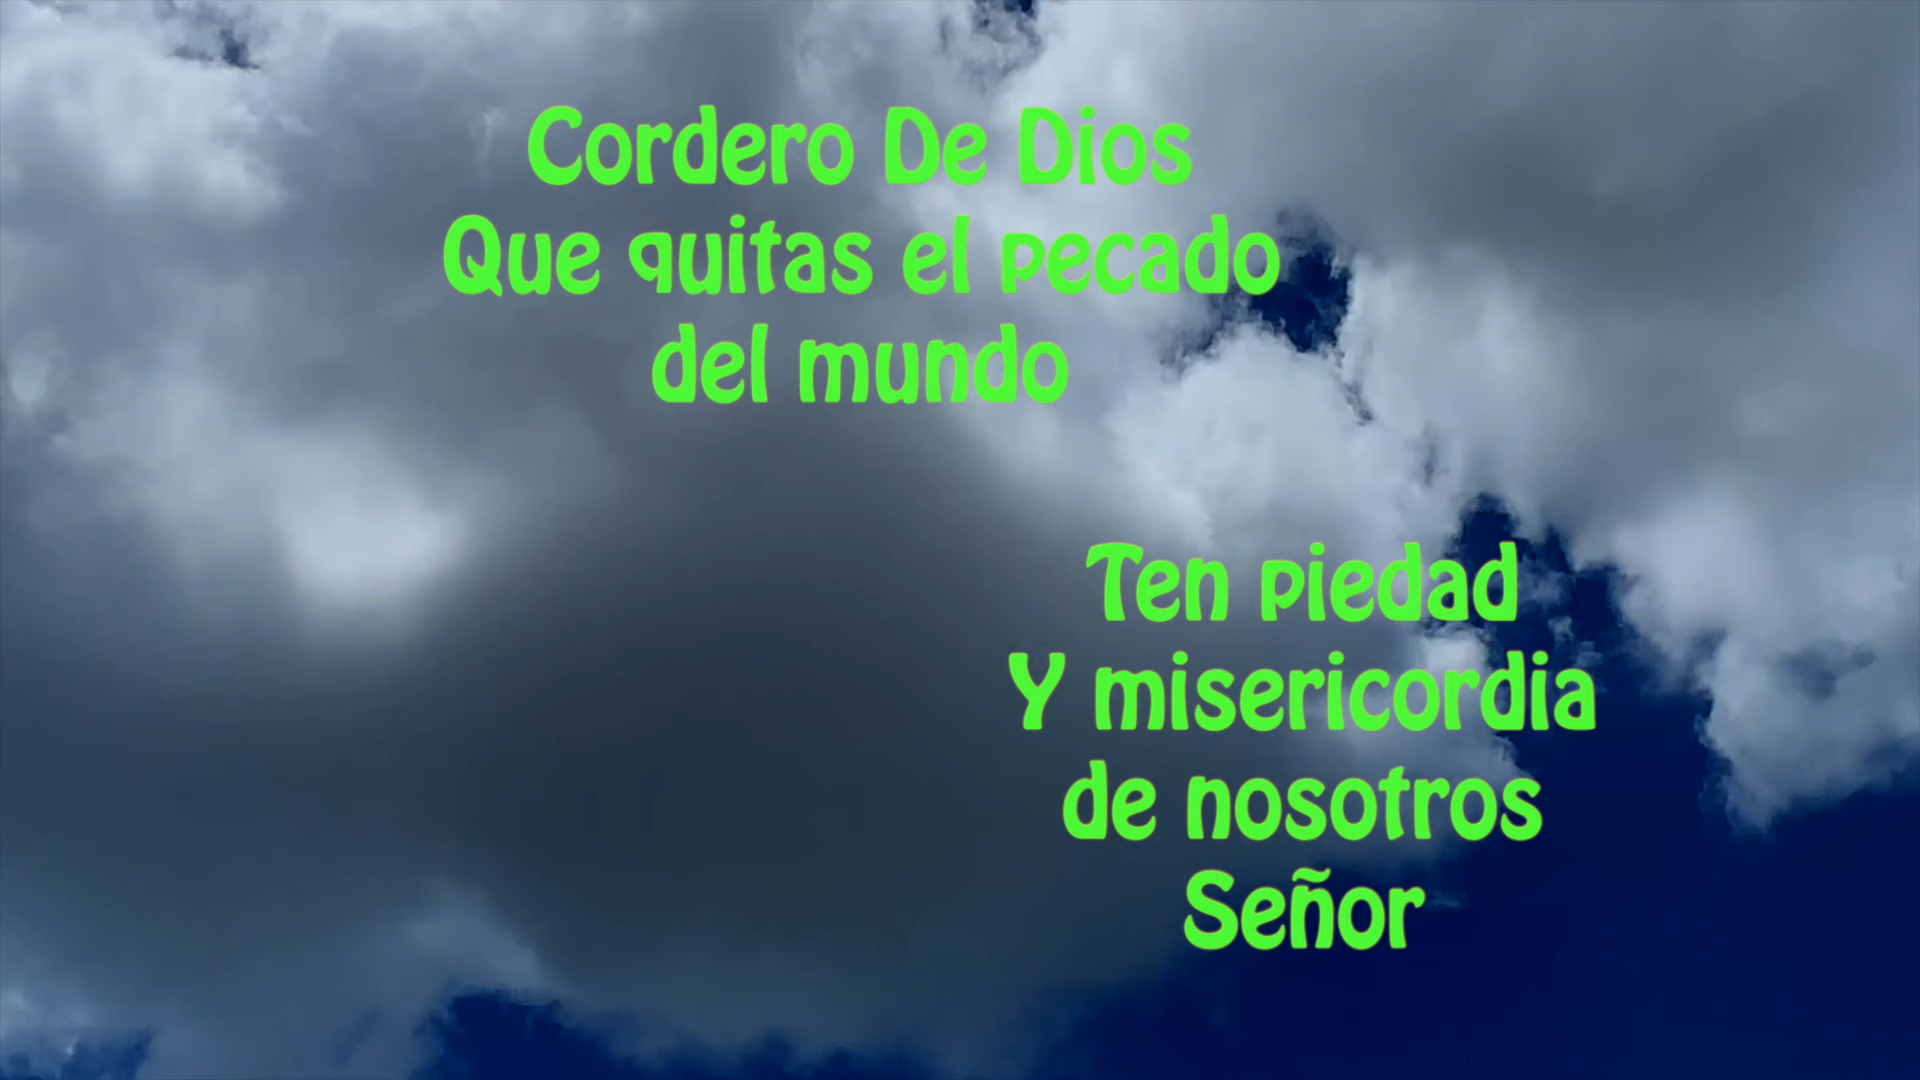 Cordero De Dios
Que quitas el pecado
del mundo
Ten piedad
Y misericordia
de nosotros
Señor